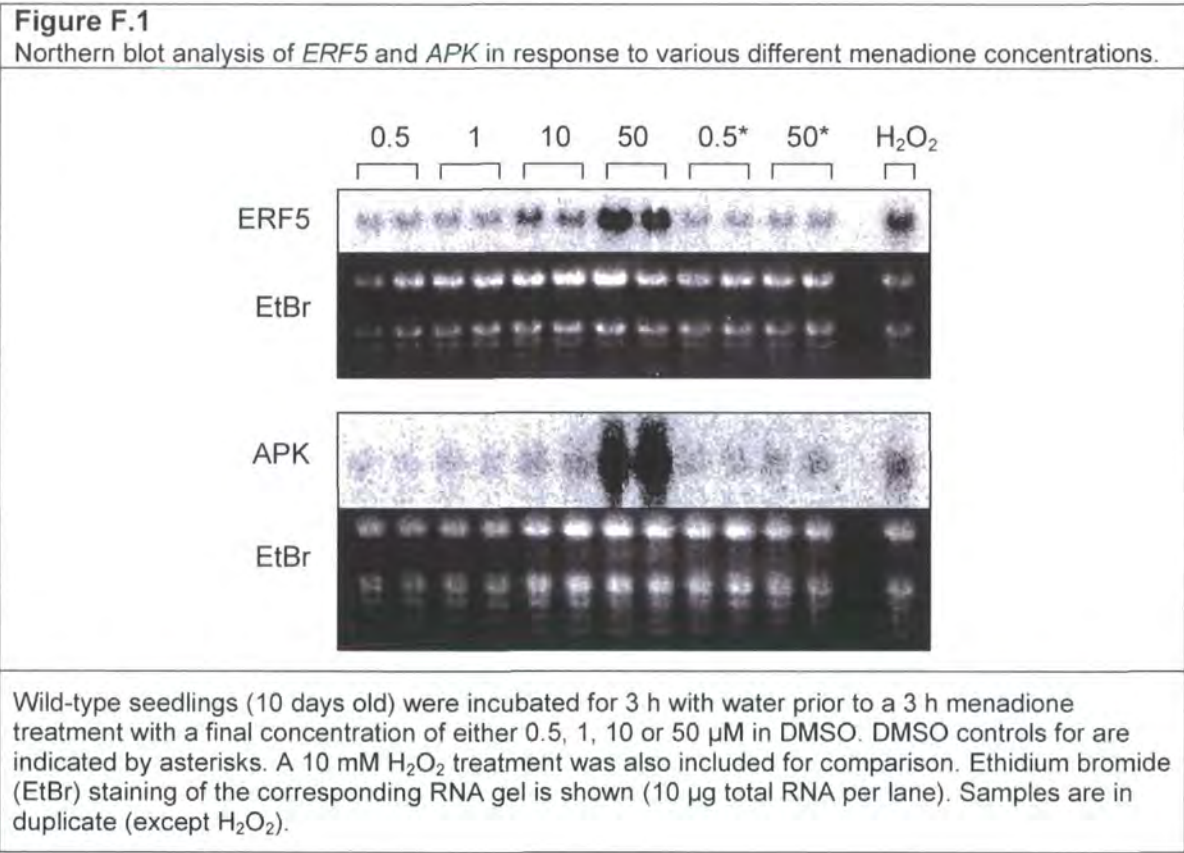 Figure F.1
Northern blot analysis of ERF5 and APK in response to various different menadione concentrations.
0.5 1 10 50 0.5* 50* H₂O₂
ERF5
EtBr
APK
EtBr
Wild-type seedlings (10 days old) were incubated for 3 h with water prior to a 3 h menadione
treatment with a final concentration of either 0.5, 1, 10 or 50 µM in DMSO. DMSO controls for are
indicated by asterisks. A 10 mM H₂O₂ treatment was also included for comparison. Ethidium bromide
(EtBr) staining of the corresponding RNA gel is shown (10 µg total RNA per lane). Samples are in
duplicate (except H₂O₂).